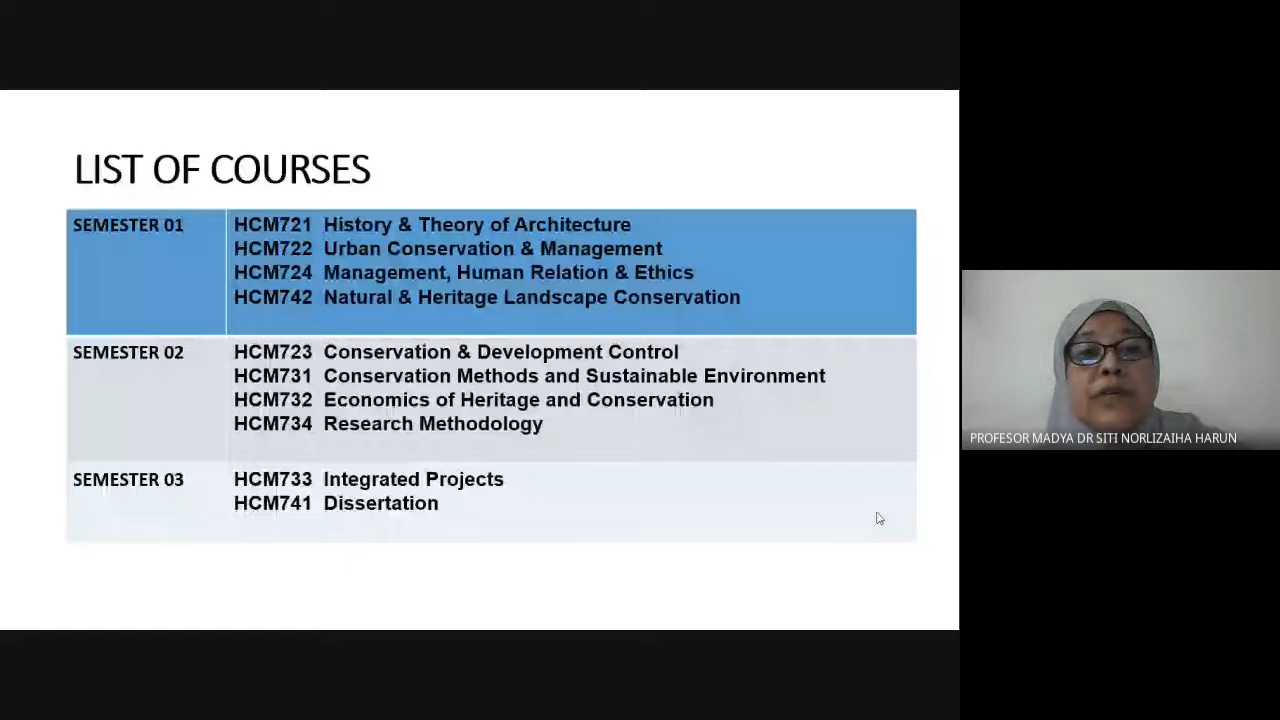 LIST OF COURSES
SEMESTER 01
HCM721 History & Theory of Architecture
HCM722 Urban Conservation & Management
HCM724 Management, Human Relation & Ethics
HCM742 Natural & Heritage Landscape Conservation
SEMESTER 02
HCM723 Conservation & Development Control
HCM731 Conservation Methods and Sustainable Environment
HCM732 Economics of Heritage and Conservation
HCM734 Research Methodology
SEMESTER 03
HCM733 Integrated Projects
HCM741 Dissertation
PROFESOR MADYA DR SITI NORLIZAIHA HARUN